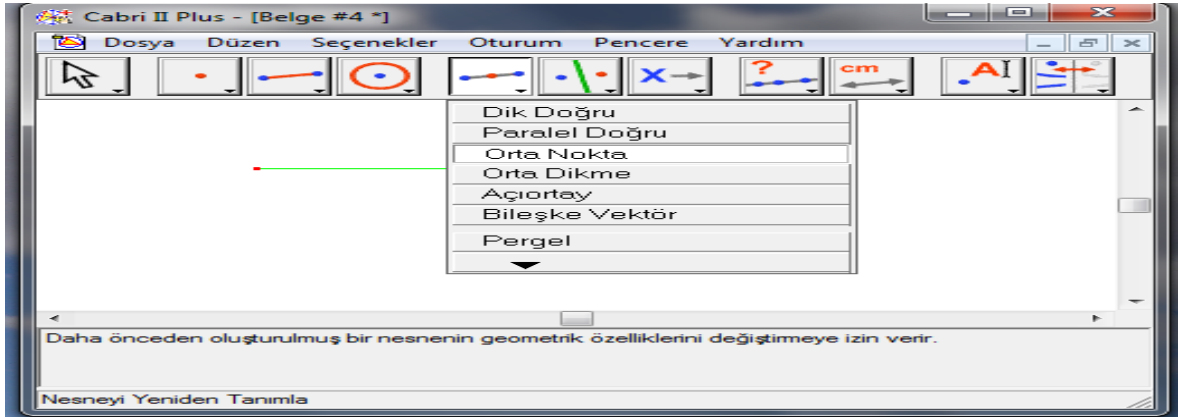 Cabri II Plus - [Belge #4 *]
Dosya Düzen Seçenekler Oturum Pencere Yardım
X ? cm A
Dik Doğru
Paralel Doğru
Orta Nokta
Orta Dikme
Açıortay
Bileşke Vektör
Pergel
Daha önceden oluşturulmuş bir nesnenin geometrik özelliklerini değiştirmeye izin verir.
Nesneyi Yeniden Tanımla